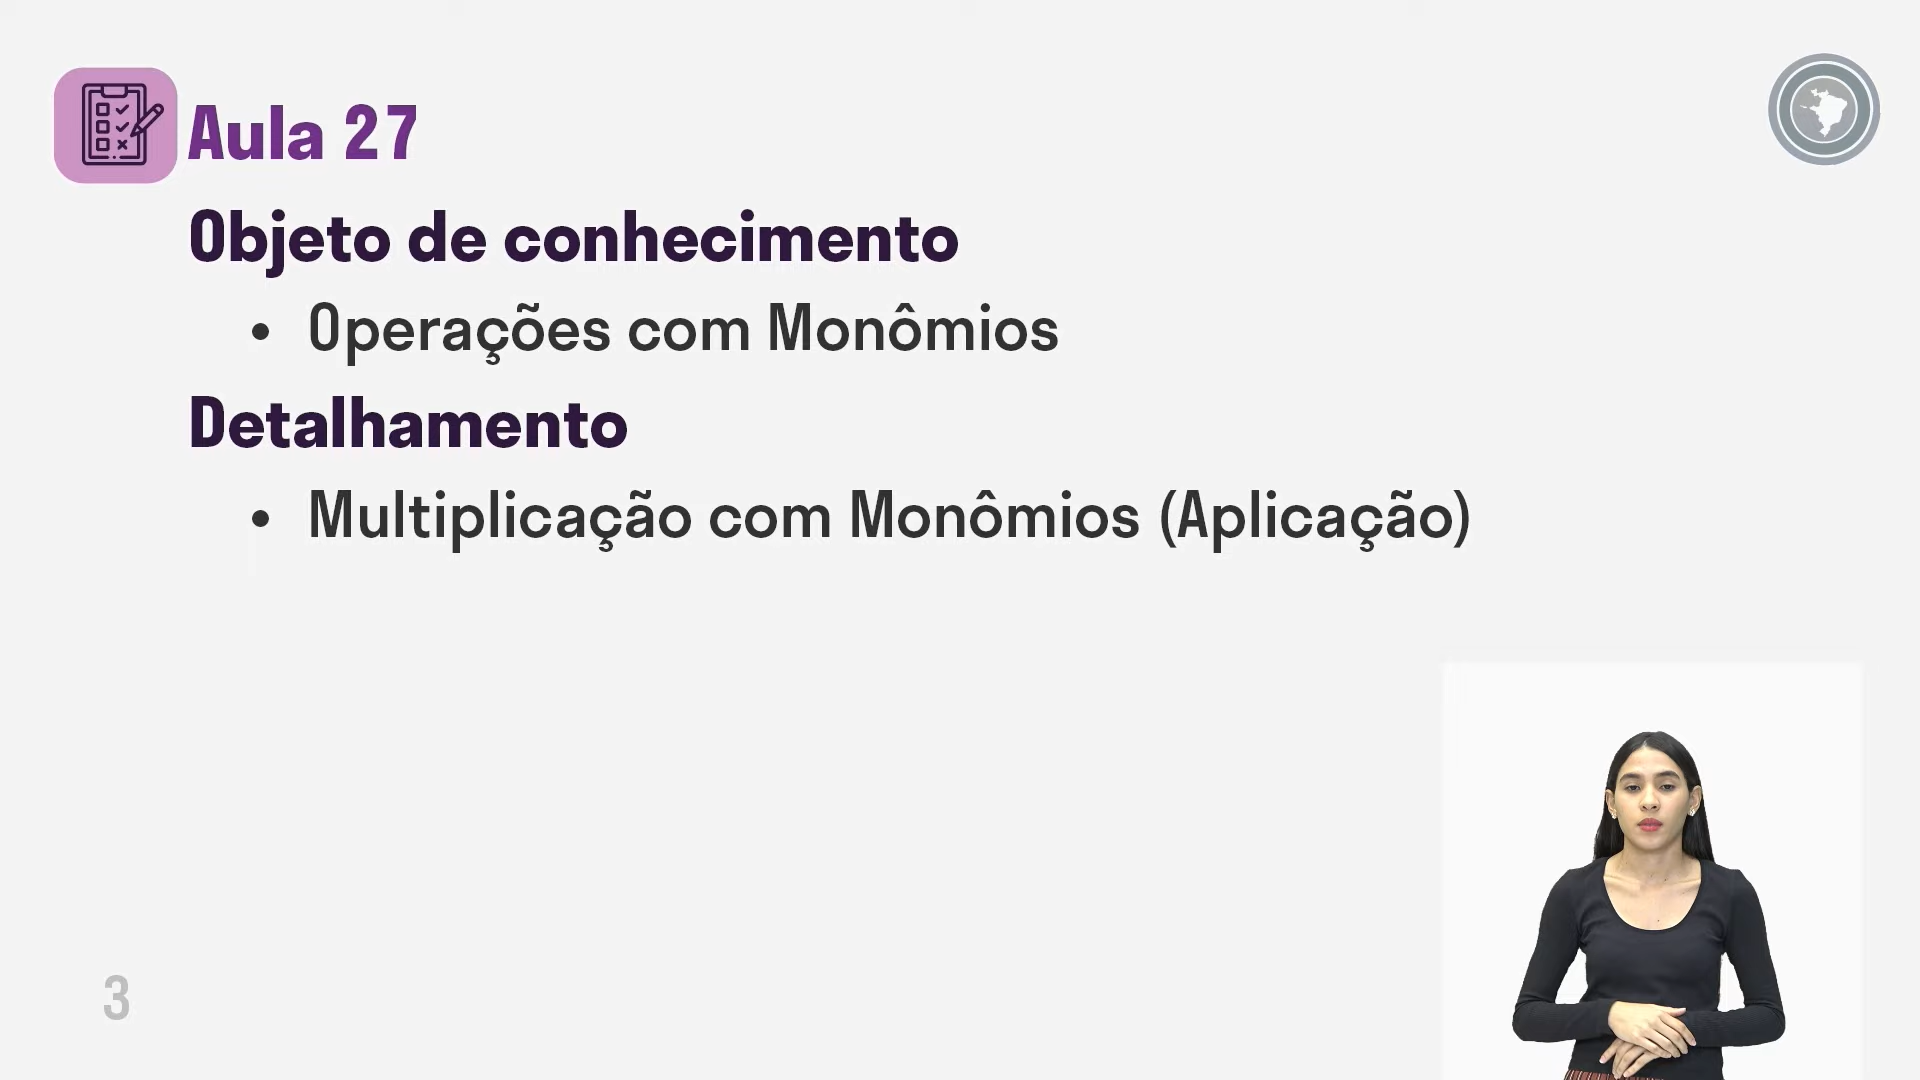 Aula 27
Objeto de conhecimento
• Operações com Monômios
Detalhamento
• Multiplicação com Monômios (Aplicação)
3